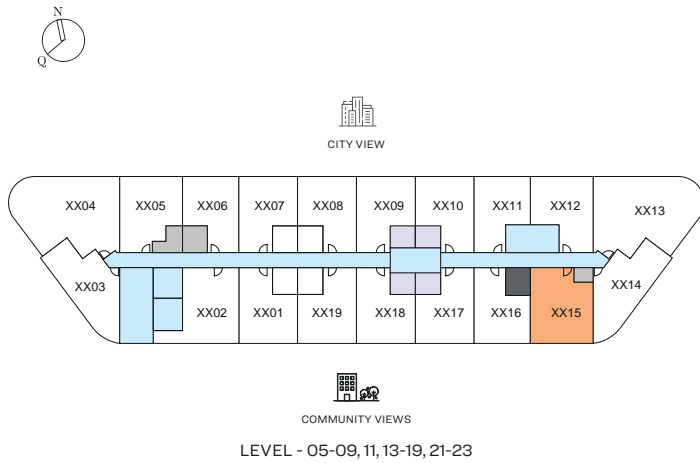 N
Q
CITY VIEW
XX04 XX05 XX06 XX07 XX08 XX09 XX10 XX11 XX12 XX13
XX03 XX14
XX02 XX01 XX19 XX18 XX17 XX16 XX15
COMMUNITY VIEWS
LEVEL - 05-09, 11, 13-19, 21-23